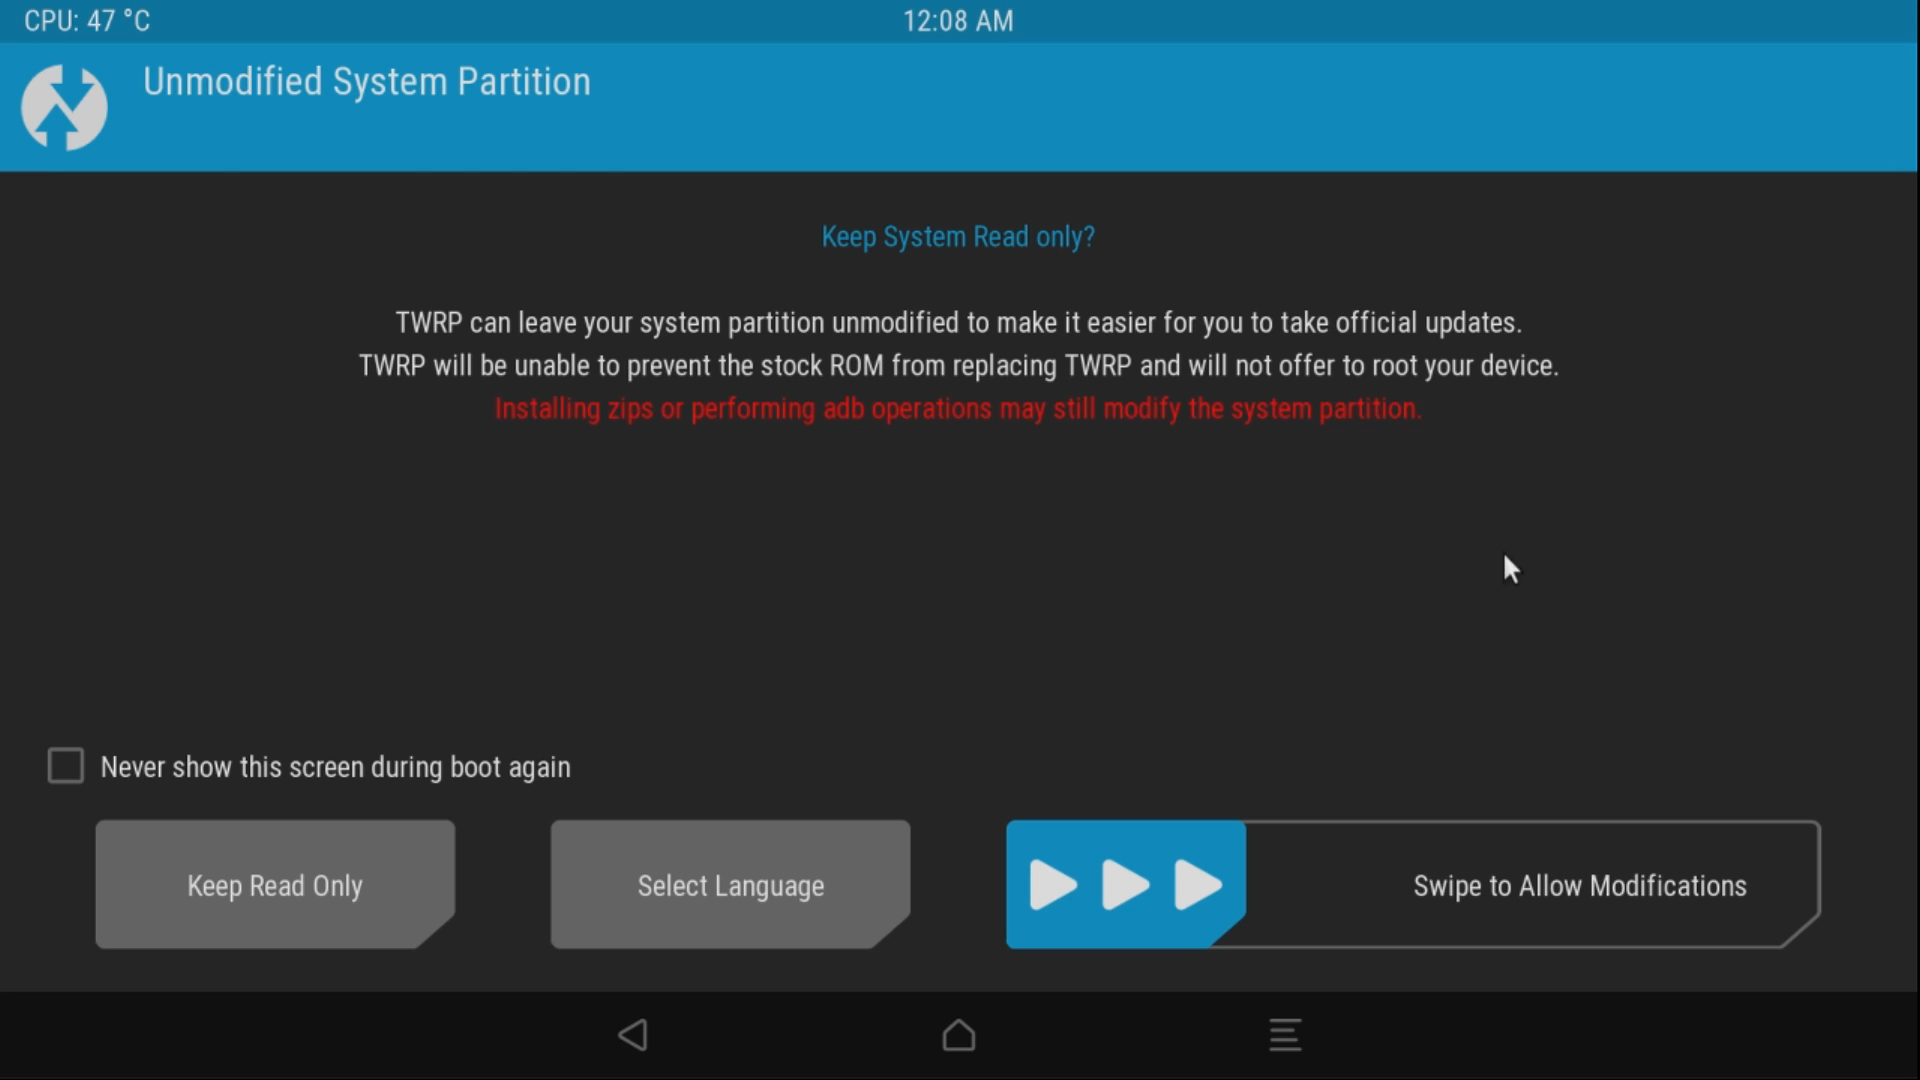 CPU: 47 °C
12:08 AM
Unmodified System Partition
Keep System Read only?
TWRP can leave your system partition unmodified to make it easier for you to take official updates.
TWRP will be unable to prevent the stock ROM from replacing TWRP and will not offer to root your device.
Installing zips or performing adb operations may still modify the system partition.
Never show this screen during boot again
Keep Read Only
Select Language
Swipe to Allow Modifications